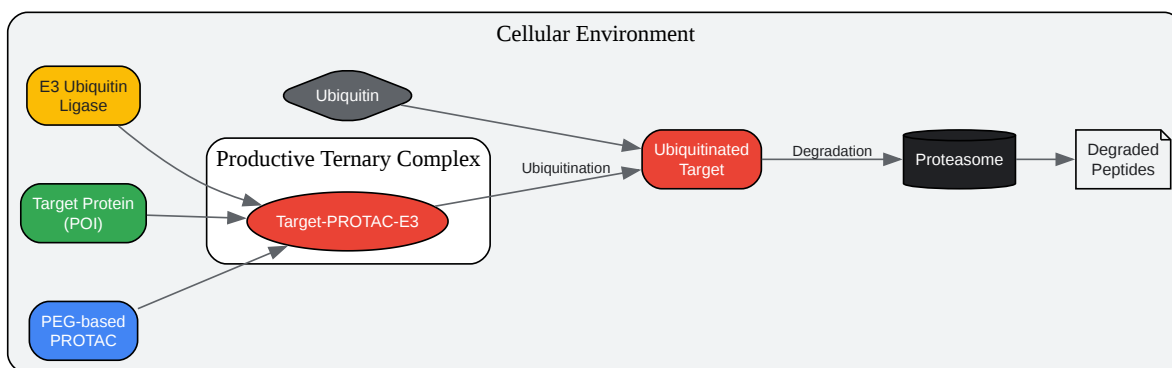 Cellular Environment
E3 Ubiquitin
Ligase
Ubiquitin
Productive Ternary Complex
Target-PROTAC-E3
Target Protein
(POI)
PEG-based
PROTAC
Ubiquitination
Ubiquitinated
Target
Degradation
Proteasome
Degraded
Peptides